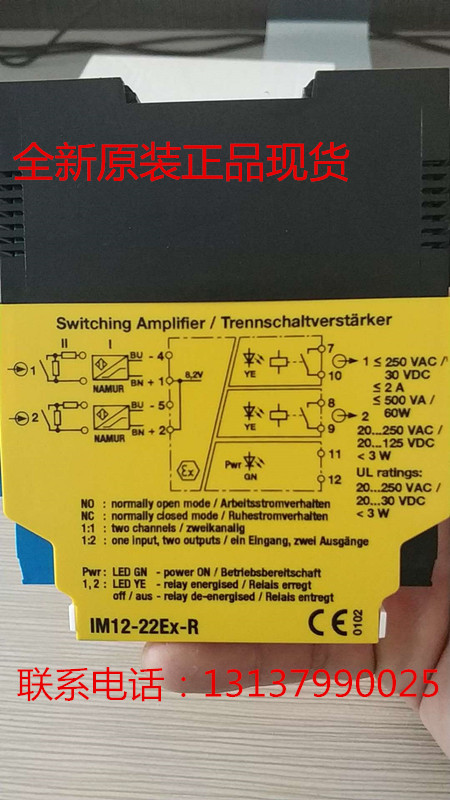 全新原装正品现货
Switching Amplifier / Trennschaltverstärker
II I
1 NAMUR BU - 4
BN + 1
8,2V
2 NAMUR BU - 5
BN + 2
YE 7
10
YE 8
9
Pwr GN 11
12
Ex
1 ≤ 250 VAC /
30 VDC
≤ 2 A
≤ 500 VA /
2 60W
20...250 VAC /
20...125 VDC
< 3 W
UL ratings:
20...250 VAC /
20...30 VDC
< 3 W
NO : normally open mode / Arbeitsstromverhalten
NC : normally closed mode / Ruhestromverhalten
1:1 : two channels / zweikanalig
1:2 : one input, two outputs / ein Eingang, zwei Ausgänge
Pwr : LED GN - power ON / Betriebsbereitschaft
1, 2 : LED YE - relay energised / Relais erregt
off / aus - relay de-energised / Relais entregt
IM12-22Ex-R
CE 0102
联系电话：13137990025